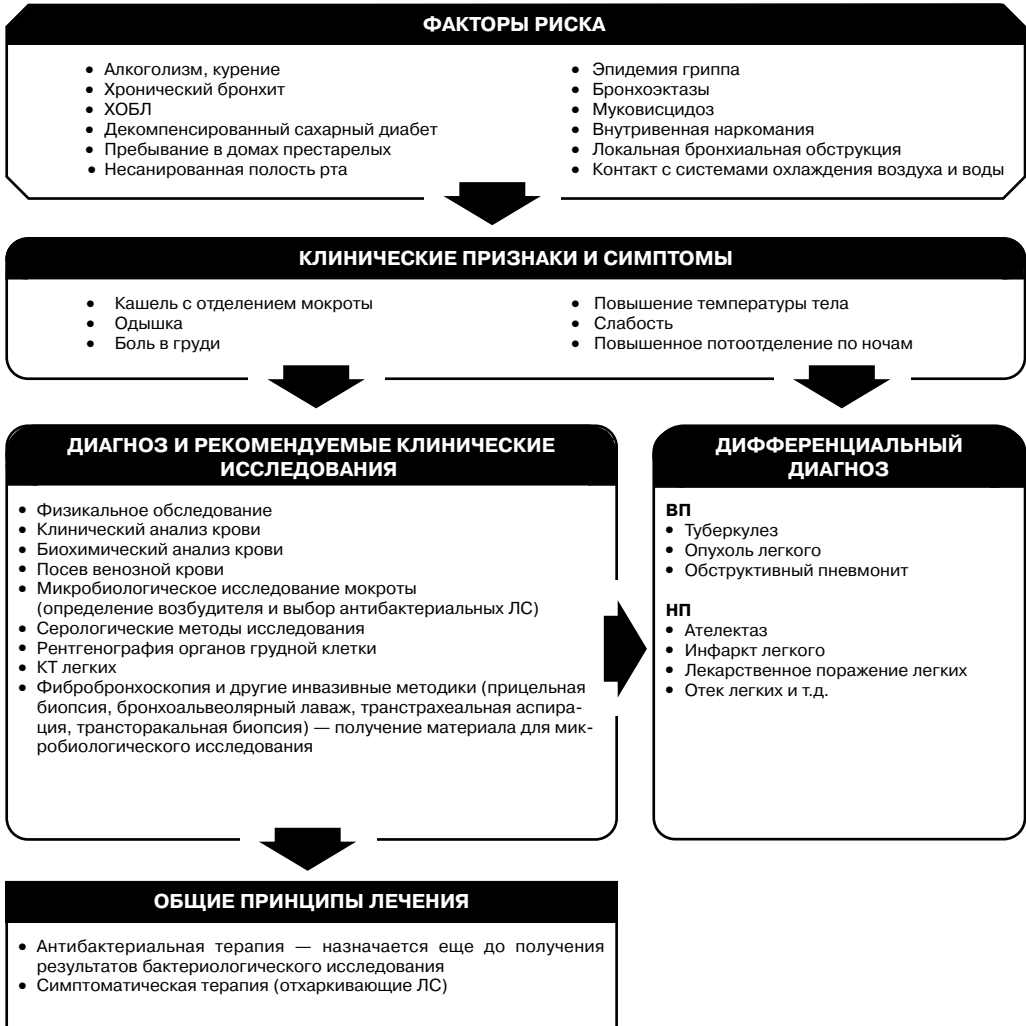 ФАКТОРЫ РИСКА
• Алкоголизм, курение
• Хронический бронхит
• ХОБЛ
• Декомпенсированный сахарный диабет
• Пребывание в домах престарелых
• Несанированная полость рта
• Эпидемия гриппа
• Бронхоэктазы
• Муковисцидоз
• Внутривенная наркомания
• Локальная бронхиальная обструкция
• Контакт с системами охлаждения воздуха и воды
КЛИНИЧЕСКИЕ ПРИЗНАКИ И СИМПТОМЫ
• Кашель с отделением мокроты
• Одышка
• Боль в груди
• Повышение температуры тела
• Слабость
• Повышенное потоотделение по ночам
ДИАГНОЗ И РЕКОМЕНДУЕМЫЕ КЛИНИЧЕСКИЕ
ИССЛЕДОВАНИЯ
• Физикальное обследование
• Клинический анализ крови
• Биохимический анализ крови
• Посев венозной крови
• Микробиологическое исследование мокроты
(определение возбудителя и выбор антибактериальных ЛС)
• Серологические методы исследования
• Рентгенография органов грудной клетки
• КТ легких
• Фибробронхоскопия и другие инвазивные методики (прицельная
биопсия, бронхоальвеолярный лаваж, транстрахеальная аспира-
ция, трансторакальная биопсия) — получение материала для мик-
робиологического исследования
ДИФФЕРЕНЦИАЛЬНЫЙ
ДИАГНОЗ
ВП
• Туберкулез
• Опухоль легкого
• Обструктивный пневмонит
НП
• Ателектаз
• Инфаркт легкого
• Лекарственное поражение легких
• Отек легких и т.д.
ОБЩИЕ ПРИНЦИПЫ ЛЕЧЕНИЯ
• Антибактериальная терапия — назначается еще до получения
результатов бактериологического исследования
• Симптоматическая терапия (отхаркивающие ЛС)